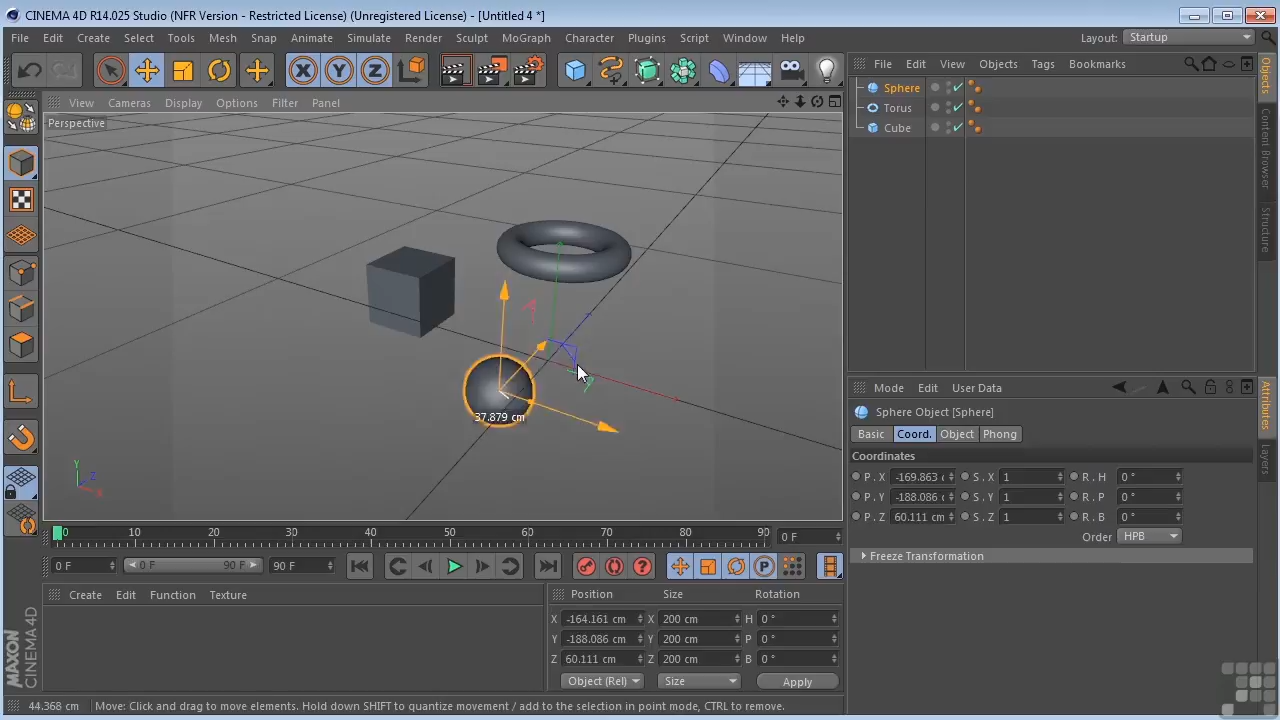 CINEMA 4D R14.025 Studio (NFR Version - Restricted License) (Unregistered License) - [Untitled 4 *]
File Edit Create Select Tools Mesh Snap Animate Simulate Render Sculpt MoGraph Character Plugins Script Window Help Layout: Startup
X Y Z
File Edit View Objects Tags Bookmarks
View Cameras Display Options Filter Panel
Perspective
Sphere
Torus
Cube
Objects
Content Browser
Structure
37.879 cm
Y Z X
Mode Edit User Data
Sphere Object [Sphere]
Basic Coord. Object Phong
Coordinates
P . X -169.863 ( S . X 1 R . H 0 °
P . Y -188.086 ( S . Y 1 R . P 0 °
P . Z 60.111 cm S . Z 1 R . B 0 °
Order HPB
Freeze Transformation
Attributes
Layers
0 10 20 30 40 50 60 70 80 90 0 F
0 F 0 F 90 F 90 F
P
Create Edit Function Texture
Position Size Rotation
X -164.161 cm X 200 cm H 0 °
Y -188.086 cm Y 200 cm P 0 °
Z 60.111 cm Z 200 cm B 0 °
Object (Rel) Size Apply
MAXON
CINEMA 4D
44.368 cm Move: Click and drag to move elements. Hold down SHIFT to quantize movement / add to the selection in point mode, CTRL to remove.